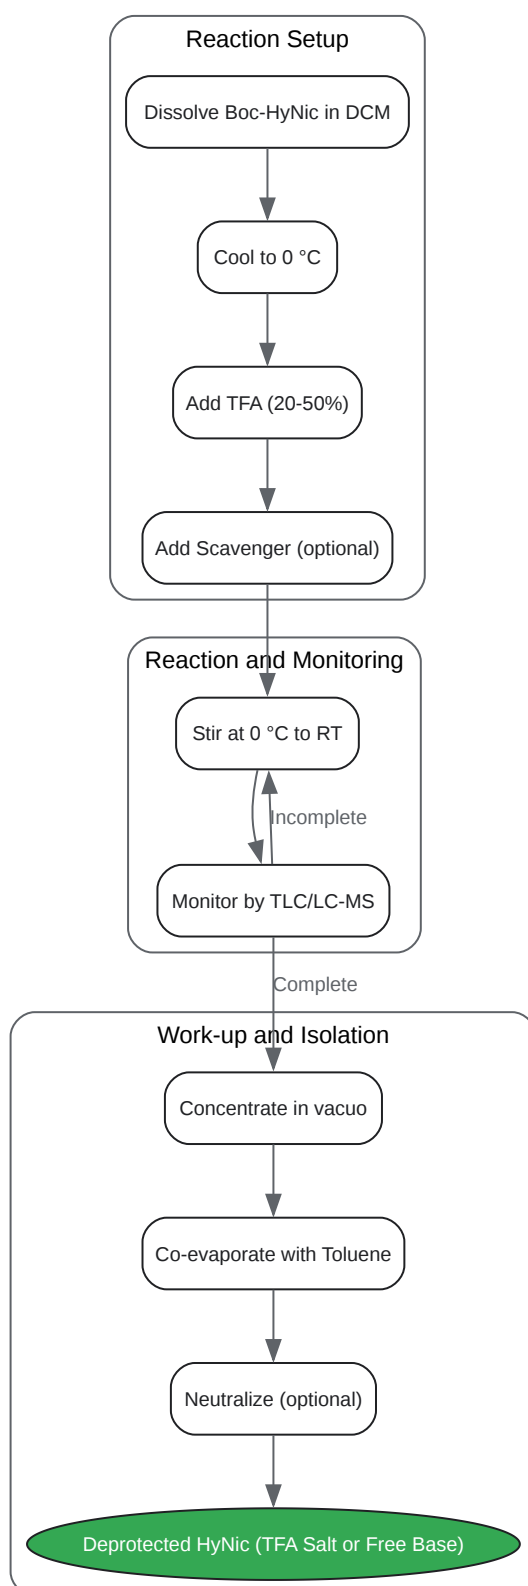 Reaction Setup
Dissolve Boc-HyNic in DCM
Cool to 0 °C
Add TFA (20-50%)
Add Scavenger (optional)
Reaction and Monitoring
Stir at 0 °C to RT
Incomplete
Monitor by TLC/LC-MS
Complete
Work-up and Isolation
Concentrate in vacuo
Co-evaporate with Toluene
Neutralize (optional)
Deprotected HyNic (TFA Salt or Free Base)